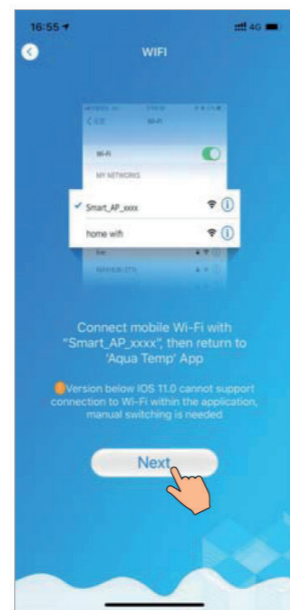 16:55
4G
WIFI
Wi-Fi
Wi-Fi
MY NETWORKS
Smart_AP_xxxx
home wifi
Connect mobile Wi-Fi with
"Smart_AP_xxxx", then return to
'Aqua Temp' App
Version below IOS 11.0 cannot support
connection to Wi-Fi within the application,
manual switching is needed
Next